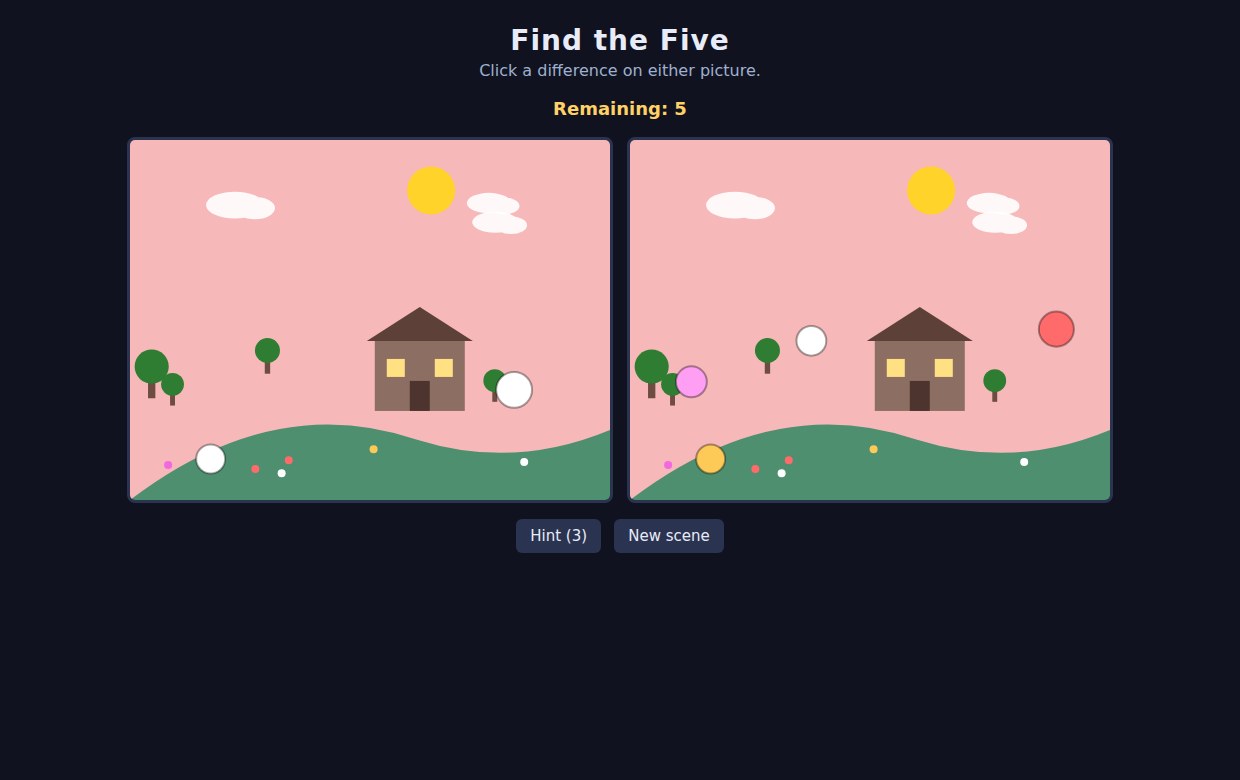 Find the Five
Click a difference on either picture.
Remaining: 5
Hint (3)
New scene